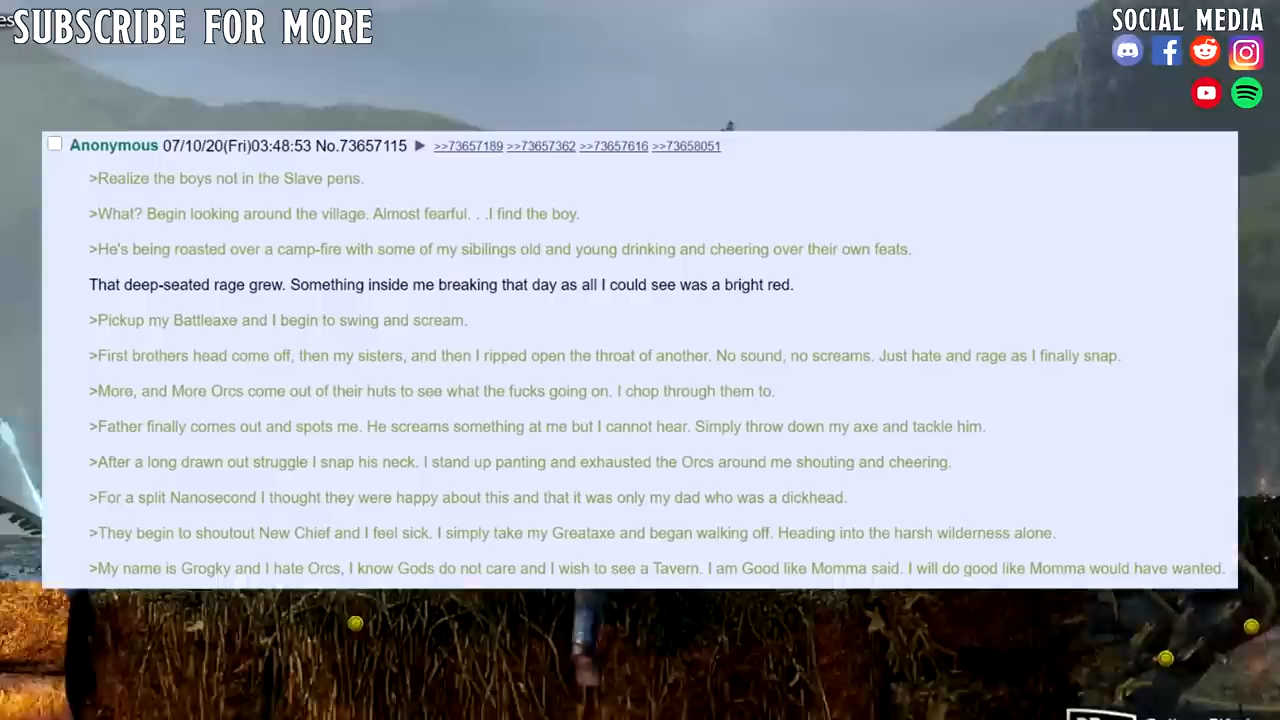 SUBSCRIBE FOR MORE
SOCIAL MEDIA
Anonymous 07/10/20(Fri)03:48:53 No.73657115 ▶ >>73657189 >>73657362 >>73657616 >>73658051
>Realize the boys not in the Slave pens.
>What? Begin looking around the village. Almost fearful. . .I find the boy.
>He's being roasted over a camp-fire with some of my sibilings old and young drinking and cheering over their own feats.
That deep-seated rage grew. Something inside me breaking that day as all I could see was a bright red.
>Pickup my Battleaxe and I begin to swing and scream.
>First brothers head come off, then my sisters, and then I ripped open the throat of another. No sound, no screams. Just hate and rage as I finally snap.
>More, and More Orcs come out of their huts to see what the fucks going on. I chop through them to.
>Father finally comes out and spots me. He screams something at me but I cannot hear. Simply throw down my axe and tackle him.
>After a long drawn out struggle I snap his neck. I stand up panting and exhausted the Orcs around me shouting and cheering.
>For a split Nanosecond I thought they were happy about this and that it was only my dad who was a dickhead.
>They begin to shoutout New Chief and I feel sick. I simply take my Greataxe and began walking off. Heading into the harsh wilderness alone.
>My name is Grogky and I hate Orcs, I know Gods do not care and I wish to see a Tavern. I am Good like Momma said. I will do good like Momma would have wanted.